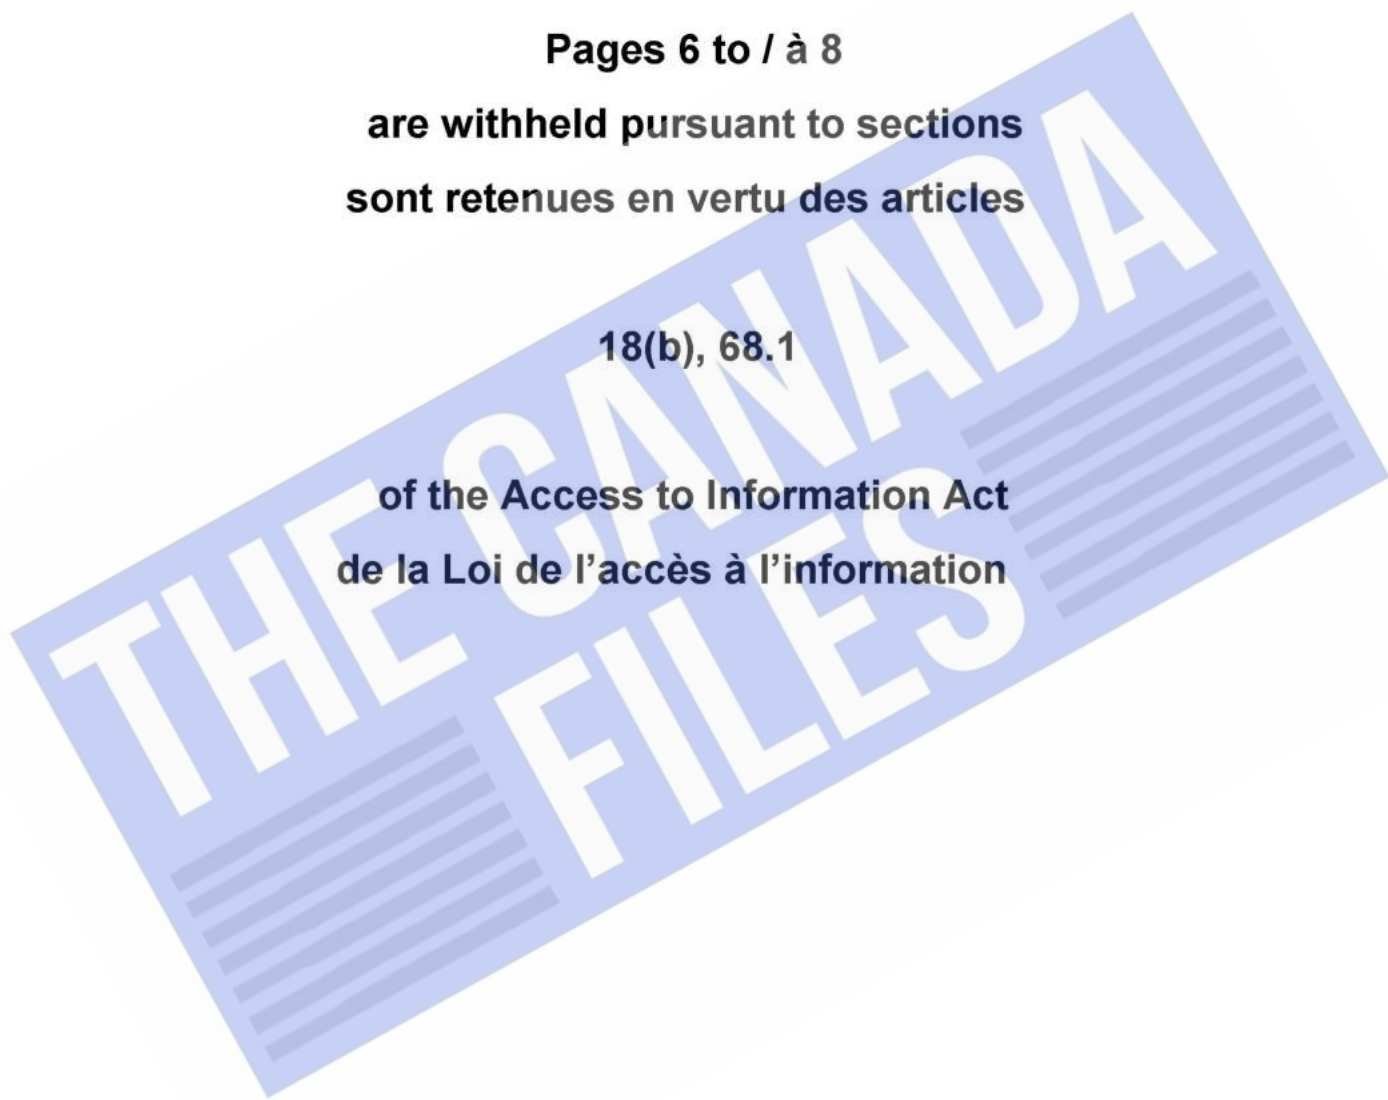 Pages 6 to / à 8
are withheld pursuant to sections
sont retenues en vertu des articles
18(b), 68.1
of the Access to Information Act
de la Loi de l’accès à l’information
THE CANADA
FILES